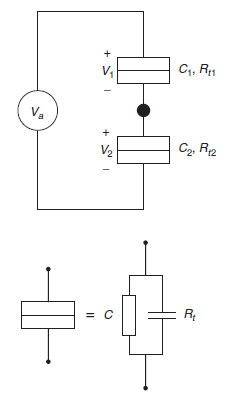 +
V1
−
C1, Rt1
Va
+
V2
−
C2, Rt2
= C Rt